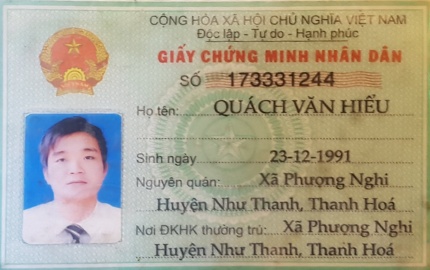 CỘNG HÒA XÃ HỘI CHỦ NGHĨA VIỆT NAM
Độc lập - Tự do - Hạnh phúc
GIẤY CHỨNG MINH NHÂN DÂN
SỐ 173331244
Họ tên: QUÁCH VĂN HIỂU
Sinh ngày 23-12-1991
Nguyên quán: Xã Phượng Nghi
Huyện Như Thanh, Thanh Hoá
Nơi ĐKHK thường trú: Xã Phượng Nghi
Huyện Như Thanh, Thanh Hoá